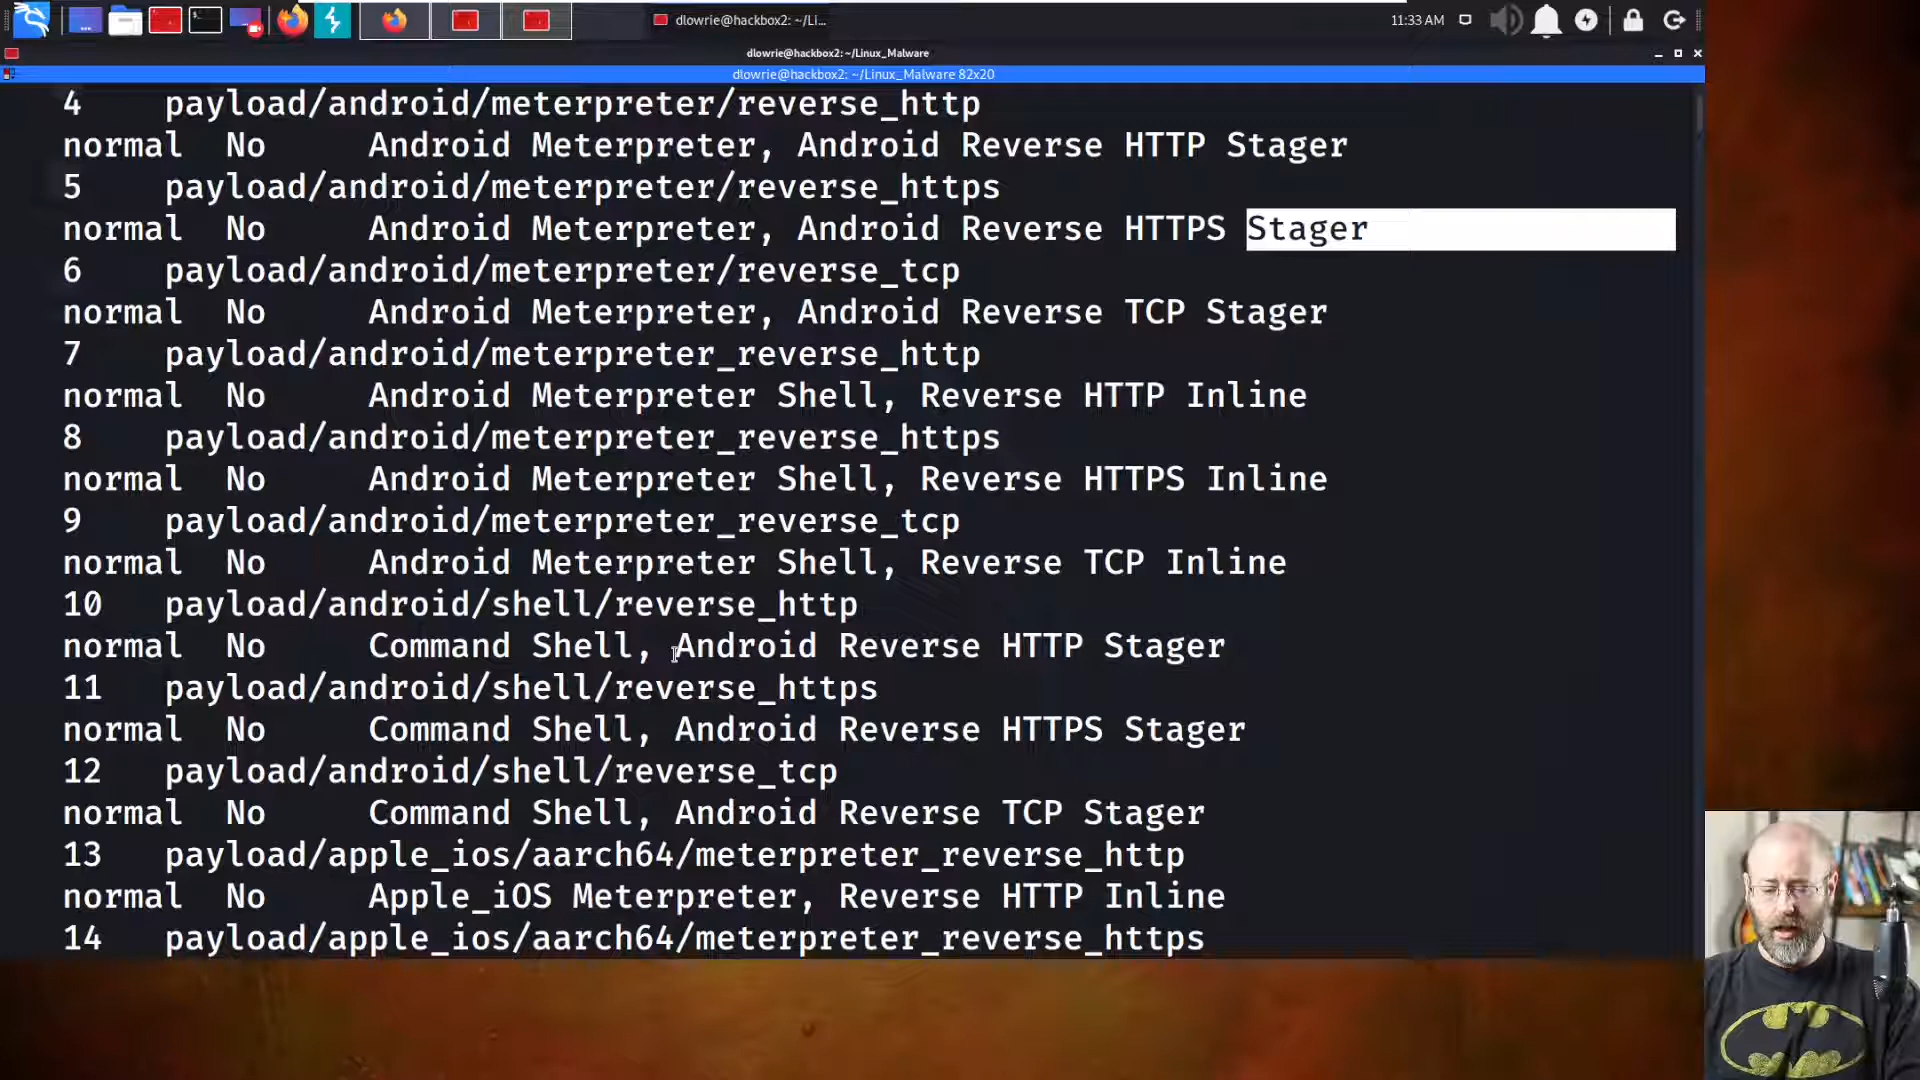 dlowrie@hackbox2: ~/Li...
11:33 AM
dlowrie@hackbox2: ~/Linux_Malware
dlowrie@hackbox2: ~/Linux_Malware 82x20
4 payload/android/meterpreter/reverse_http
normal No Android Meterpreter, Android Reverse HTTP Stager
5 payload/android/meterpreter/reverse_https
normal No Android Meterpreter, Android Reverse HTTPS Stager
6 payload/android/meterpreter/reverse_tcp
normal No Android Meterpreter, Android Reverse TCP Stager
7 payload/android/meterpreter_reverse_http
normal No Android Meterpreter Shell, Reverse HTTP Inline
8 payload/android/meterpreter_reverse_https
normal No Android Meterpreter Shell, Reverse HTTPS Inline
9 payload/android/meterpreter_reverse_tcp
normal No Android Meterpreter Shell, Reverse TCP Inline
10 payload/android/shell/reverse_http
normal No Command Shell, Android Reverse HTTP Stager
11 payload/android/shell/reverse_https
normal No Command Shell, Android Reverse HTTPS Stager
12 payload/android/shell/reverse_tcp
normal No Command Shell, Android Reverse TCP Stager
13 payload/apple_ios/aarch64/meterpreter_reverse_http
normal No Apple_iOS Meterpreter, Reverse HTTP Inline
14 payload/apple_ios/aarch64/meterpreter_reverse_https